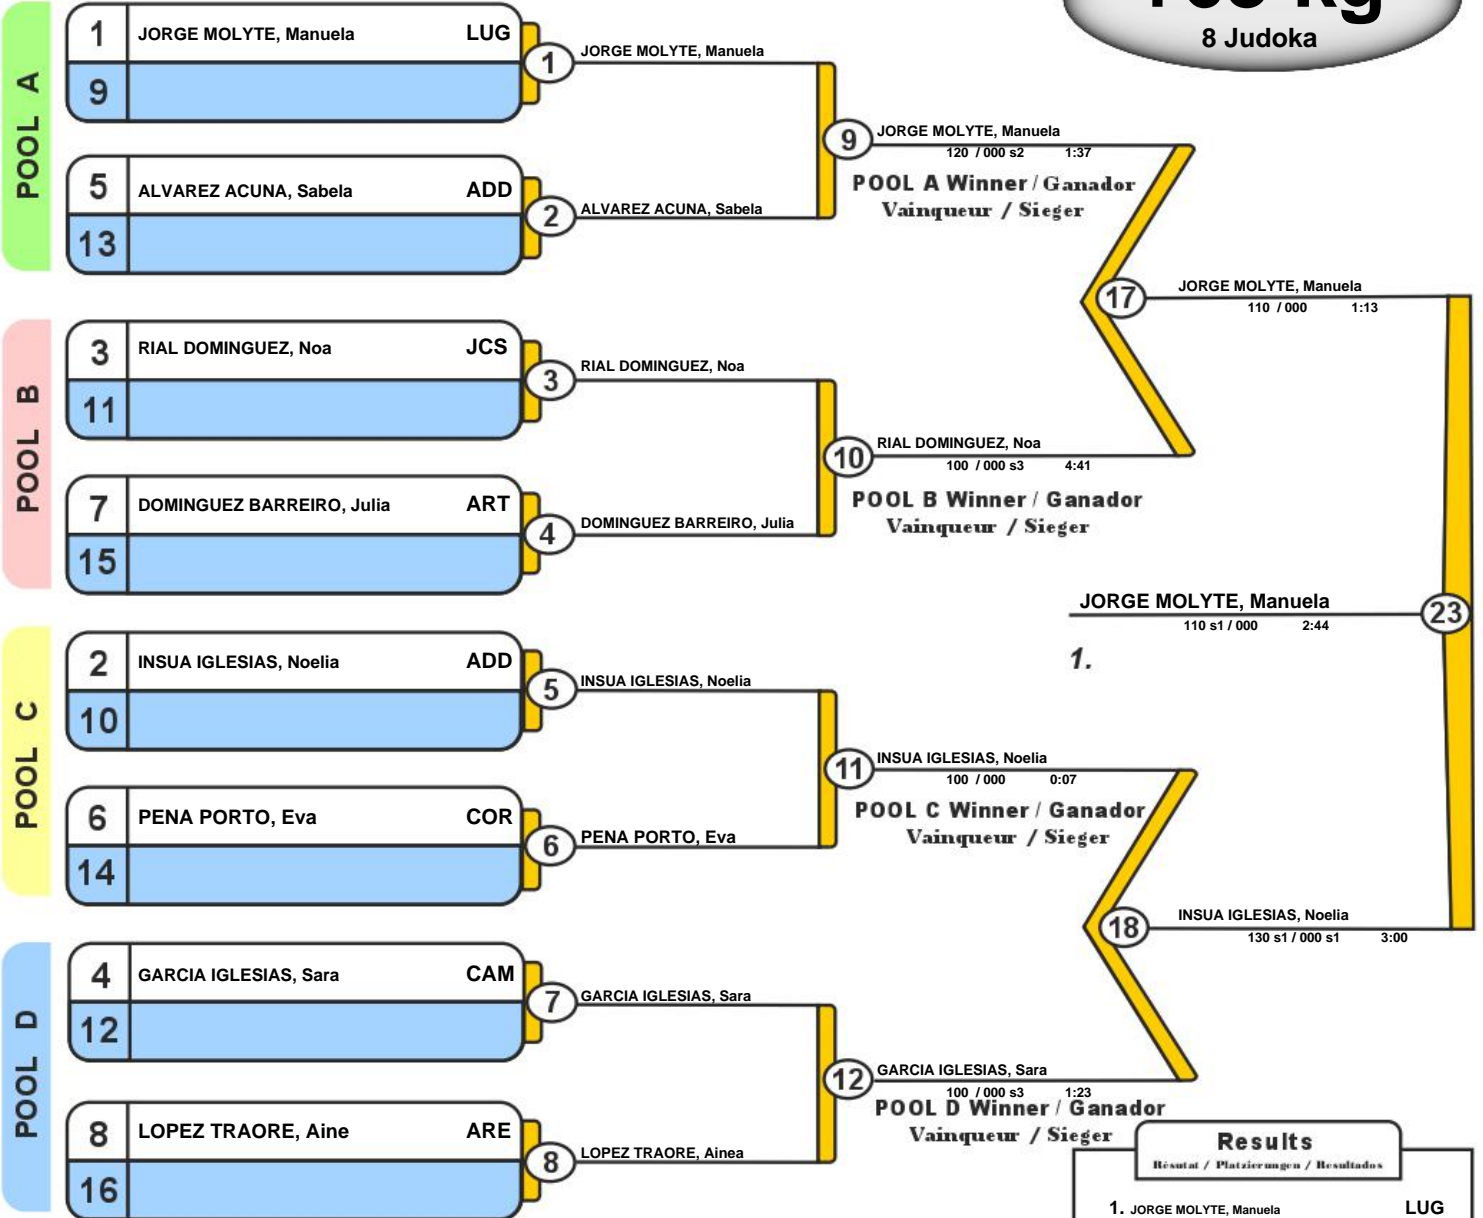 8 Judoka
POOL A
1 JORGE MOLYTE, Manuela LUG
9
5 ALVAREZ ACUNA, Sabela ADD
13
1 JORGE MOLYTE, Manuela
2 ALVAREZ ACUNA, Sabela
9 JORGE MOLYTE, Manuela
120 / 000 s2 1:37
POOL A Winner / Ganador
Vainqueur / Sieger
POOL B
3 RIAL DOMINGUEZ, Noa JCS
11
7 DOMINGUEZ BARREIRO, Julia ART
15
3 RIAL DOMINGUEZ, Noa
4 DOMINGUEZ BARREIRO, Julia
10 RIAL DOMINGUEZ, Noa
100 / 000 s3 4:41
POOL B Winner / Ganador
Vainqueur / Sieger
17 JORGE MOLYTE, Manuela
110 / 000 1:13
JORGE MOLYTE, Manuela 23
110 s1 / 000 2:44
1.
POOL C
2 INSUA IGLESIAS, Noelia ADD
10
6 PENA PORTO, Eva COR
14
5 INSUA IGLESIAS, Noelia
6 PENA PORTO, Eva
11 INSUA IGLESIAS, Noelia
100 / 000 0:07
POOL C Winner / Ganador
Vainqueur / Sieger
POOL D
4 GARCIA IGLESIAS, Sara CAM
12
8 LOPEZ TRAORE, Aine ARE
16
7 GARCIA IGLESIAS, Sara
8 LOPEZ TRAORE, Ainea
12 GARCIA IGLESIAS, Sara
100 / 000 s3 1:23
POOL D Winner / Ganador
Vainqueur / Sieger
18 INSUA IGLESIAS, Noelia
130 s1 / 000 s1 3:00
Results
Résutat / Platzierungen / Resultados
1. JORGE MOLYTE, Manuela LUG